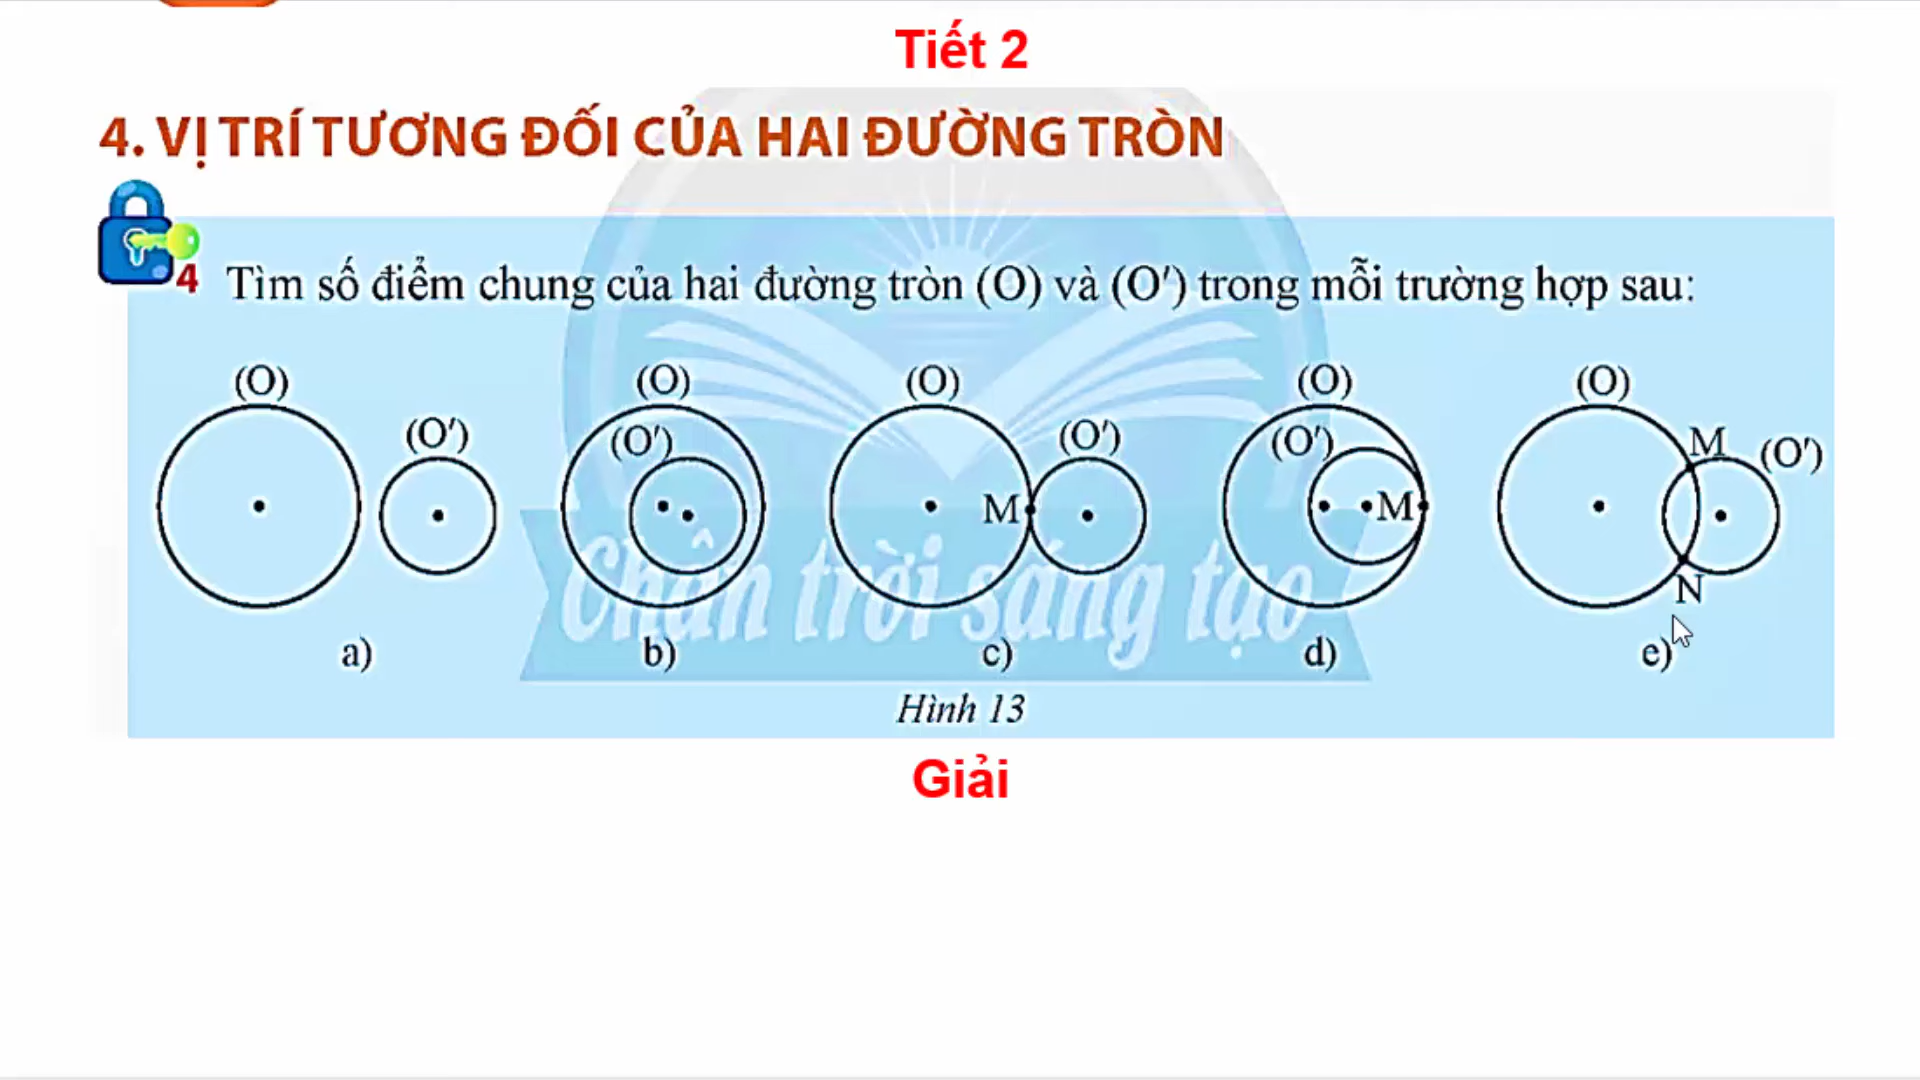 Tiết 2
4. VỊ TRÍ TƯƠNG ĐỐI CỦA HAI ĐƯỜNG TRÒN
4 Tìm số điểm chung của hai đường tròn (O) và (O') trong mỗi trường hợp sau:
(O) (O') (O) (O') (O) M (O') (O) (O') M (O) M (O') N
a) b) c) d) e)
Chân trời sáng tạo
Hình 13
Giải